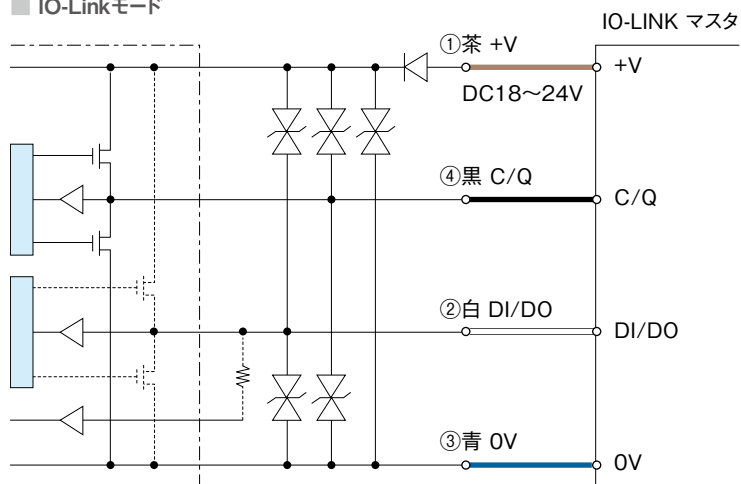 IO-Linkモード
IO-LINK マスタ
①茶 +V
+V
DC18〜24V
④黒 C/Q
C/Q
②白 DI/DO
DI/DO
③青 0V
0V